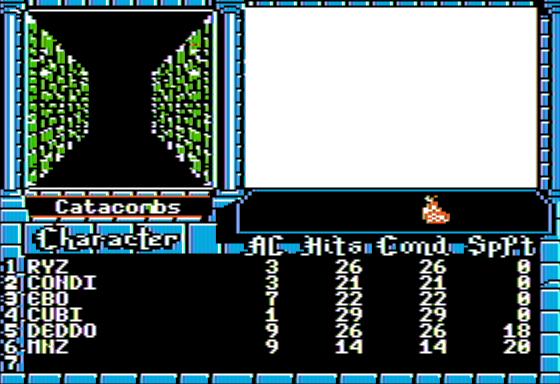 Catacombs
Character AC Hits Cond SpPt
1 RYZ 3 26 26 0
2 CONDI 3 21 21 0
3 EBO 7 22 22 0
4 CUBI 1 29 29 0
5 DEDDO 9 26 26 18
6 MNZ 9 14 14 20
7